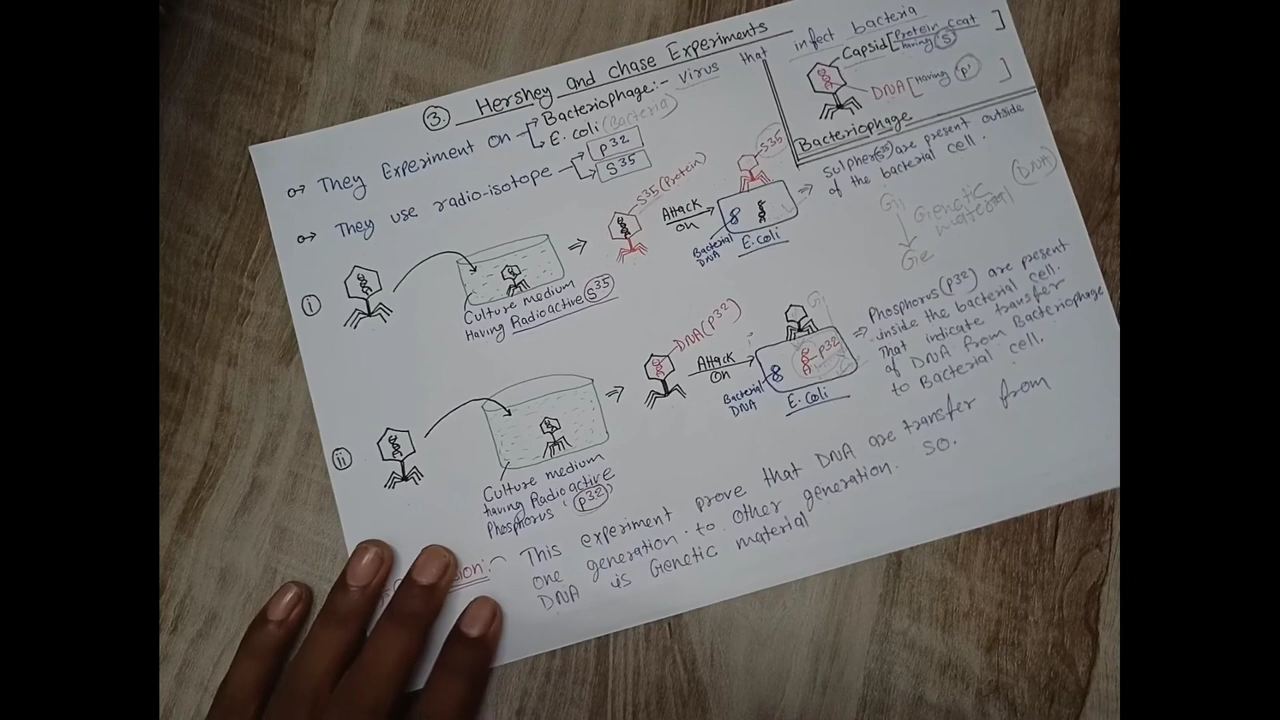 ③. Hershey and chase Experiments
They Experiment on Bacteriophage:- virus that infect bacteria
E. coli (Bacteria)
They use radio-isotope P32
S35
Capsid [Protein coat
having (S)]
DNA [Having (P)]
Bacteriophage
i
Culture medium
Having Radioactive S35
S35 (Protein)
Attack
on
S35
Bacterial
DNA
E. coli
Sulpher(S35) are present outside
of the bacterial cell.
G1
Genetic
material
(DNA)
ii
Culture medium
having Radioactive
Phosphorus (P32)
DNA (P32)
Attack
on
G1
P32
Bacterial
DNA
E. coli
Phosphorus (P32) are present
inside the bacterial cell.
That indicate transfer
of DNA from Bacteriophage
to Bacterial cell.
This experiment prove that DNA are transfer from
one generation to other generation. so.
DNA is Genetic material